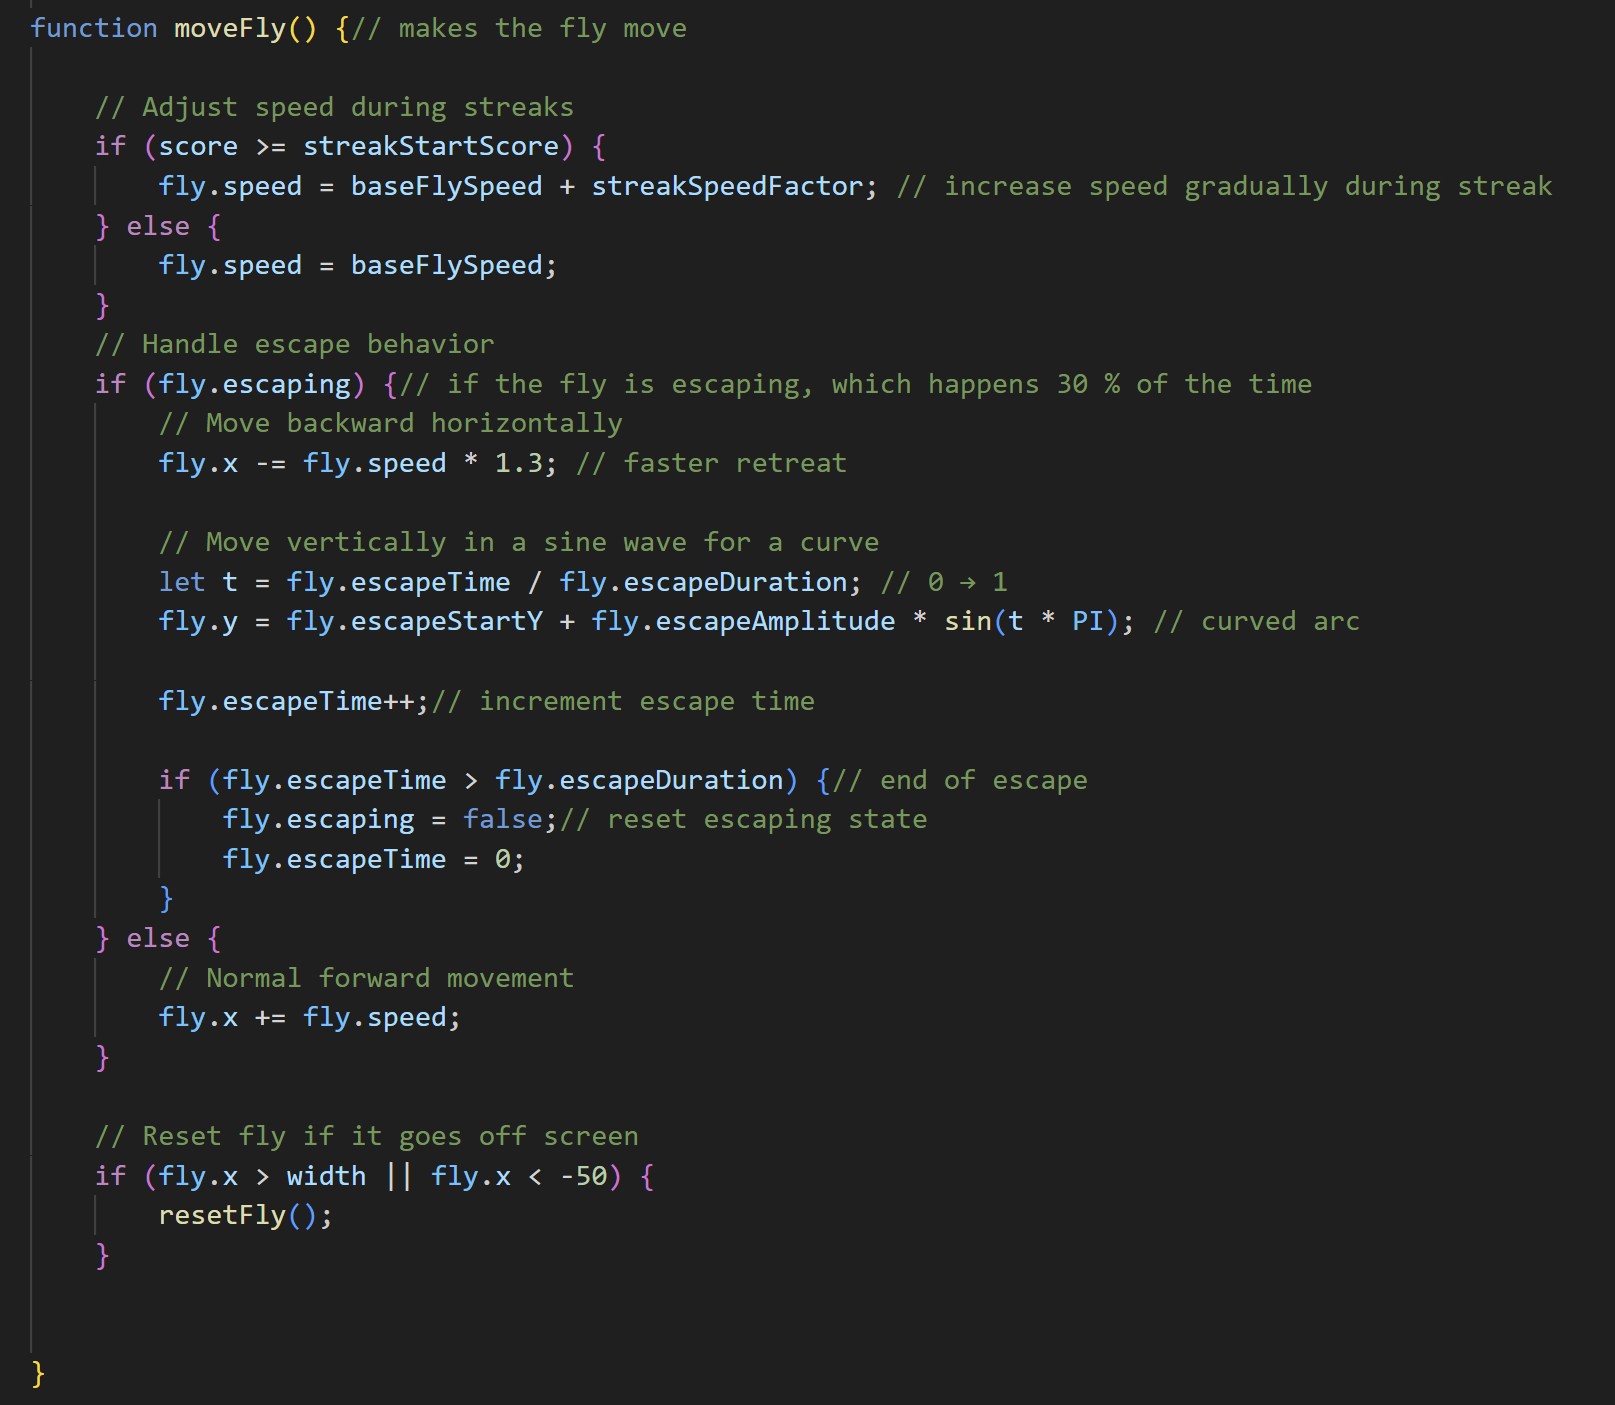 function moveFly() {// makes the fly move
// Adjust speed during streaks
if (score >= streakStartScore) {
fly.speed = baseFlySpeed + streakSpeedFactor; // increase speed gradually during streak
} else {
fly.speed = baseFlySpeed;
}
// Handle escape behavior
if (fly.escaping) {// if the fly is escaping, which happens 30 % of the time
// Move backward horizontally
fly.x -= fly.speed * 1.3; // faster retreat
// Move vertically in a sine wave for a curve
let t = fly.escapeTime / fly.escapeDuration; // 0 → 1
fly.y = fly.escapeStartY + fly.escapeAmplitude * sin(t * PI); // curved arc
fly.escapeTime++;// increment escape time
if (fly.escapeTime > fly.escapeDuration) {// end of escape
fly.escaping = false;// reset escaping state
fly.escapeTime = 0;
}
} else {
// Normal forward movement
fly.x += fly.speed;
}
// Reset fly if it goes off screen
if (fly.x > width || fly.x < -50) {
resetFly();
}
}